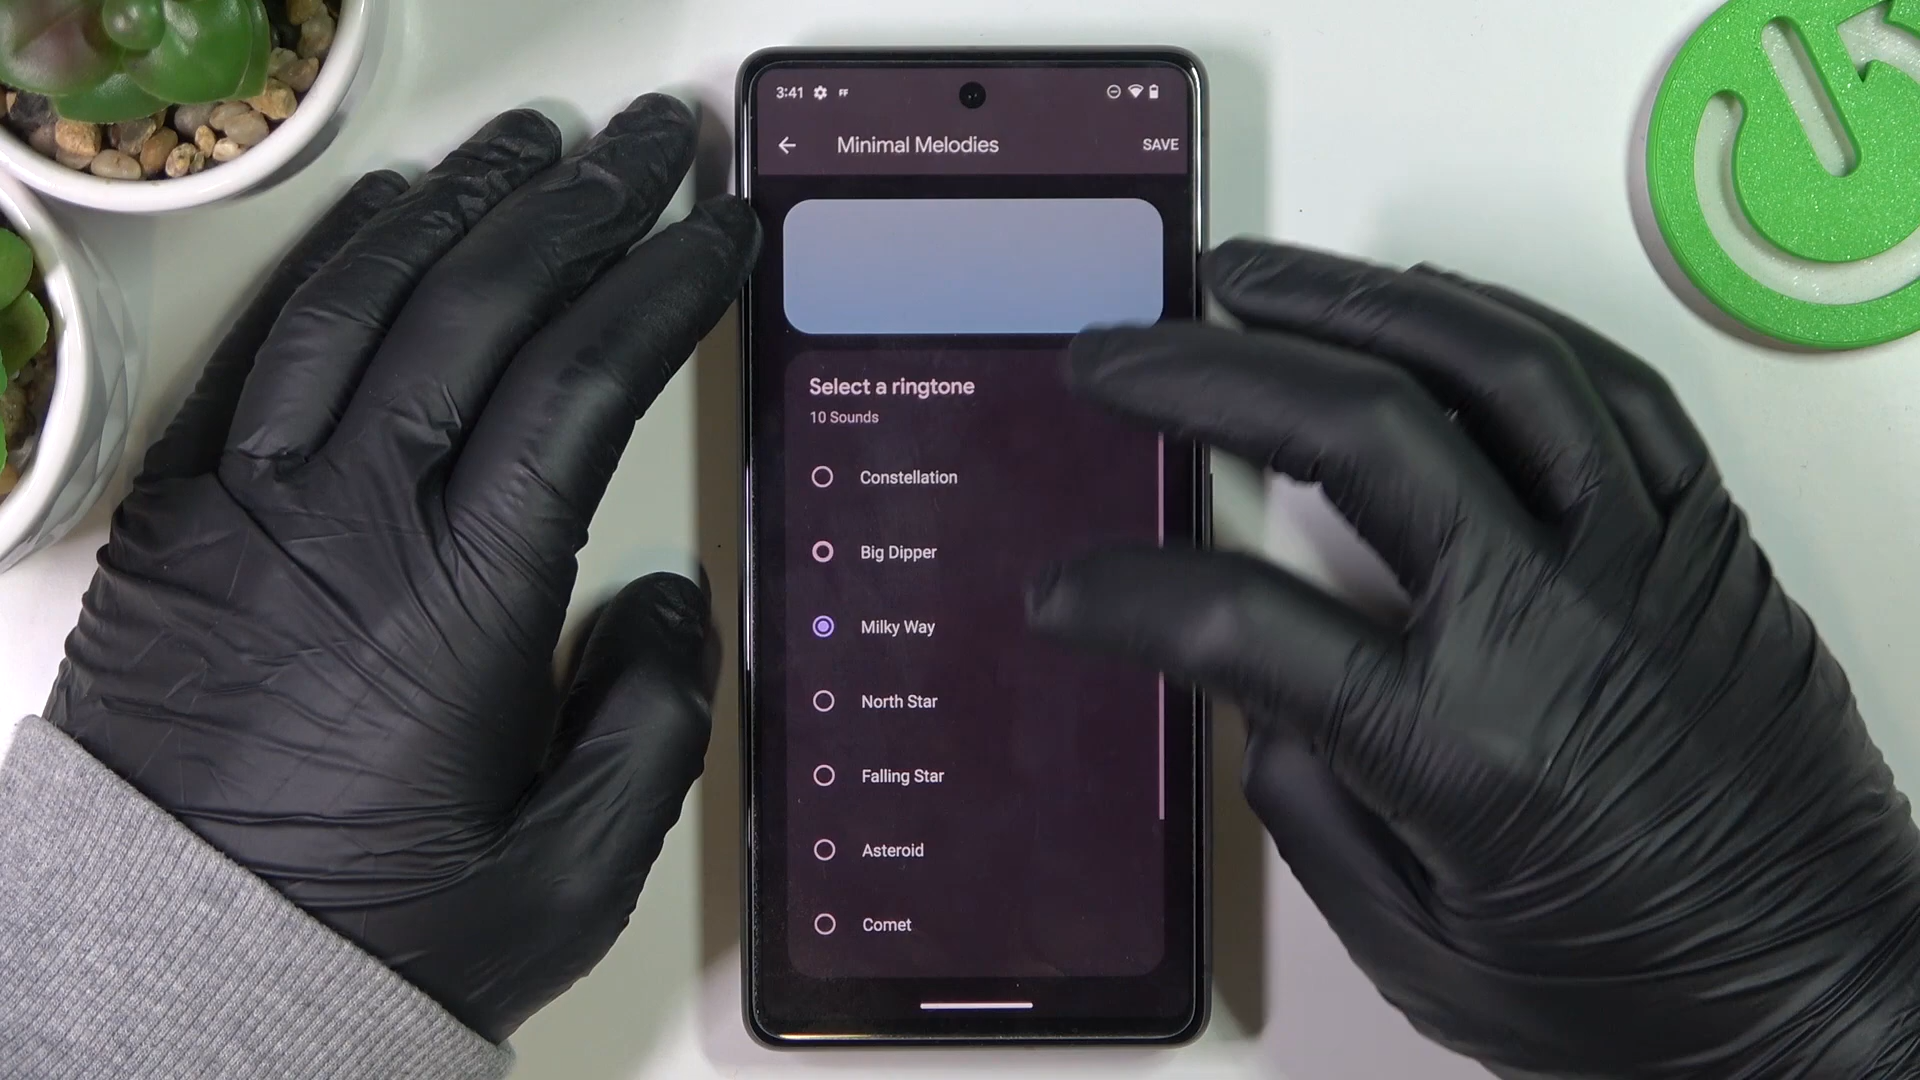 3:41 FF
Minimal Melodies SAVE
Select a ringtone
10 Sounds
Constellation
Big Dipper
Milky Way
North Star
Falling Star
Asteroid
Comet